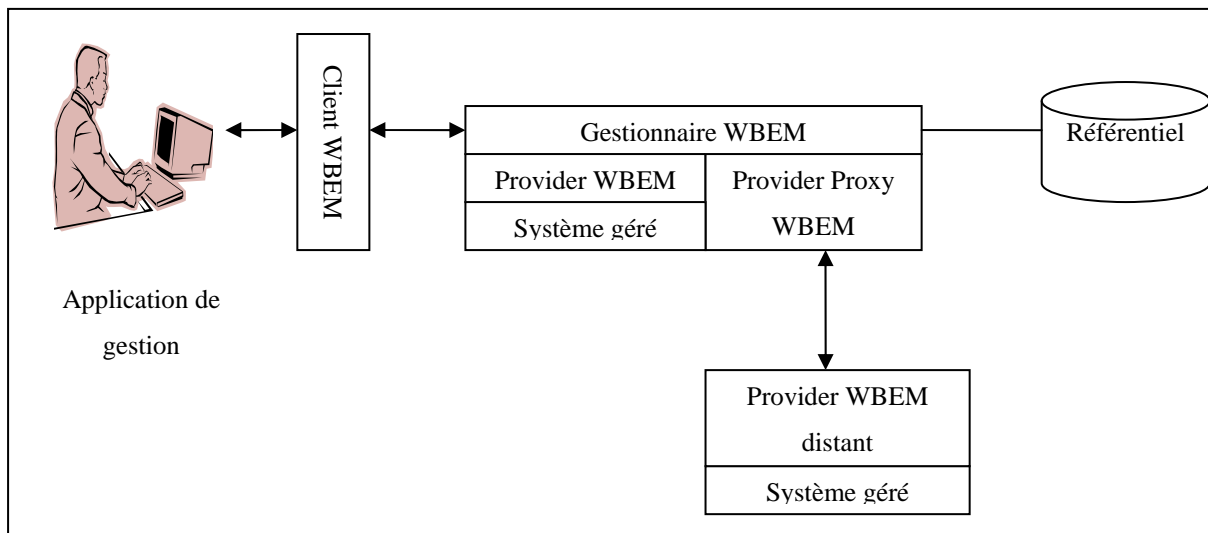 Client WBEM
Gestionnaire WBEM
Référentiel
Provider WBEM
Provider Proxy
WBEM
Système géré
Application de
gestion
Provider WBEM
distant
Système géré